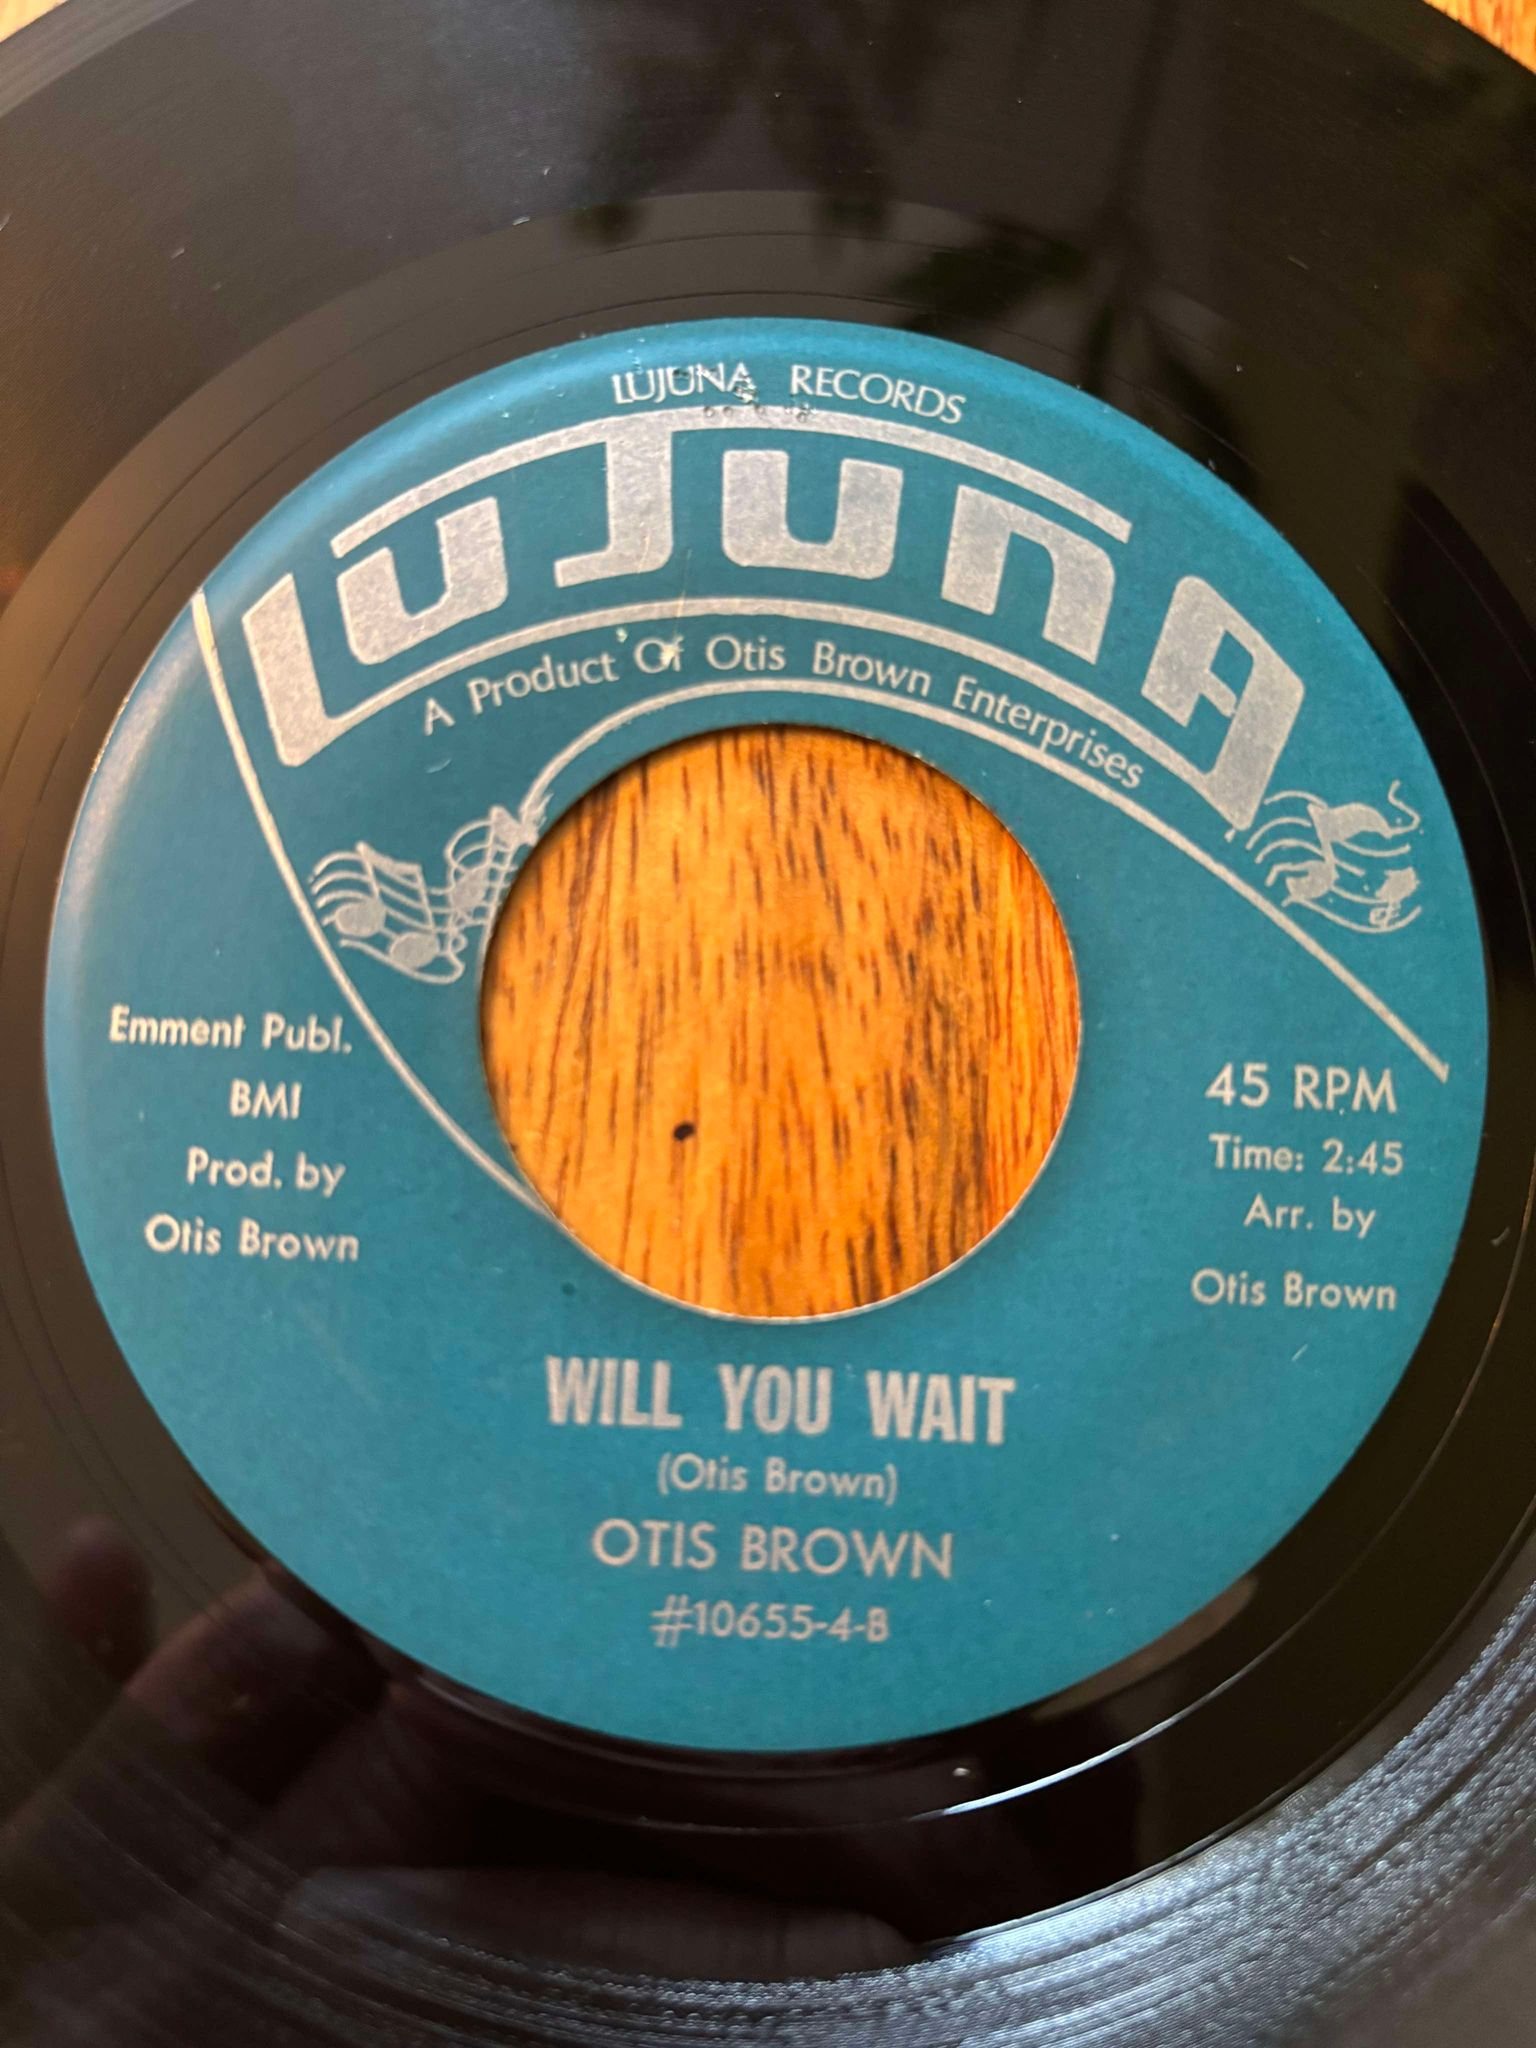 LUJUNA RECORDS
LUJUNA
A Product Of Otis Brown Enterprises
Emment Publ.
BMI
Prod. by
Otis Brown
45 RPM
Time: 2:45
Arr. by
Otis Brown
WILL YOU WAIT
(Otis Brown)
OTIS BROWN
#10655-4-B